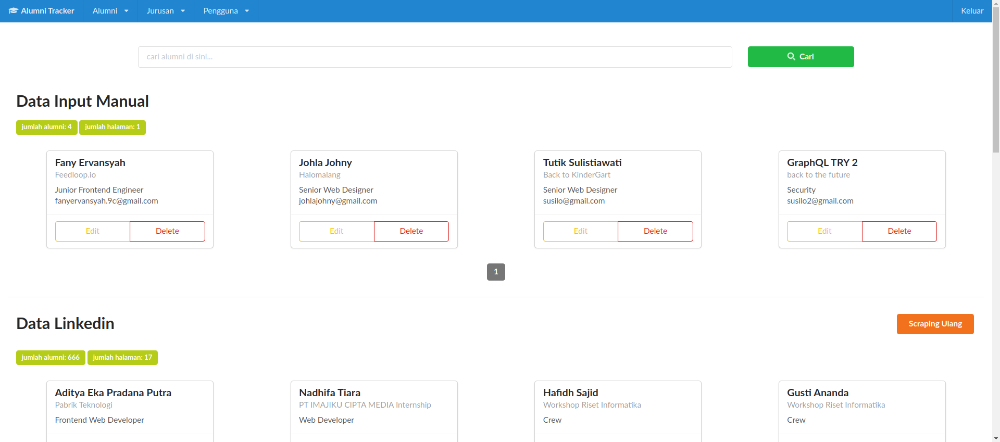 Alumni Tracker Alumni Jurusan Pengguna Keluar
cari alumni di sini... Cari
Data Input Manual
jumlah alumni: 4 jumlah halaman: 1
Fany Ervansyah
Feedloop.io
Junior Frontend Engineer
fanyervansyah.9c@gmail.com
Edit Delete
Johla Johny
Halomalang
Senior Web Designer
johlajohny@gmail.com
Edit Delete
Tutik Sulistiawati
Back to KinderGart
Senior Web Designer
susilo@gmail.com
Edit Delete
GraphQL TRY 2
back to the future
Security
susilo2@gmail.com
Edit Delete
1
Data Linkedin Scraping Ulang
jumlah alumni: 666 jumlah halaman: 17
Aditya Eka Pradana Putra
Pabrik Teknologi
Frontend Web Developer
Nadhifa Tiara
PT IMAJIKU CIPTA MEDIA Internship
Web Developer
Hafidh Sajid
Workshop Riset Informatika
Crew
Gusti Ananda
Workshop Riset Informatika
Crew